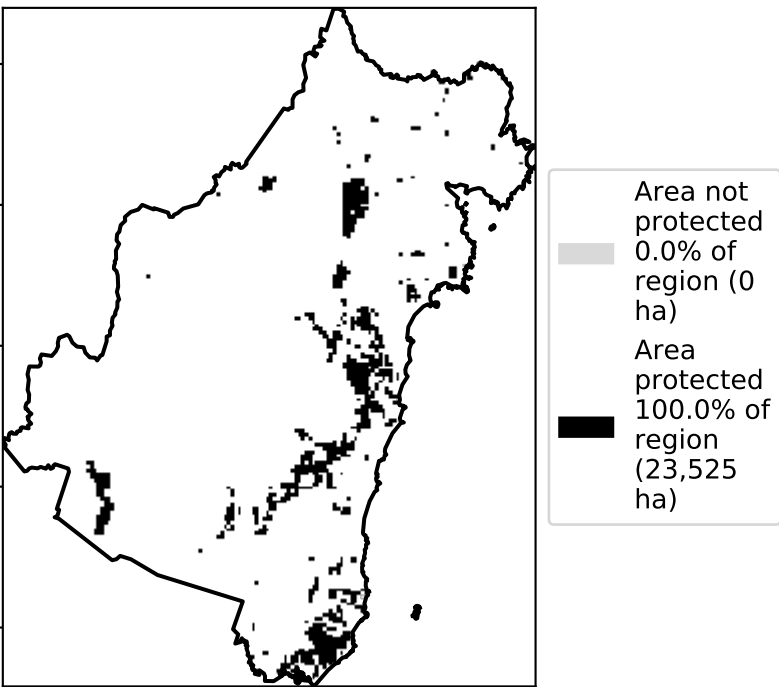 Area not
protected
0.0% of
region (0
ha)
Area
protected
100.0% of
region
(23,525
ha)